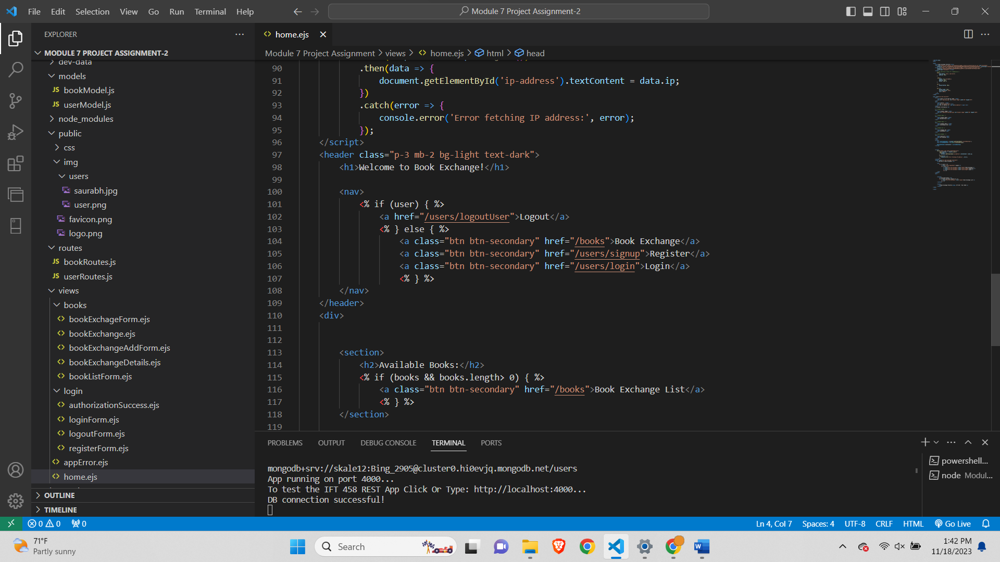 File Edit Selection View Go Run Terminal Help
Module 7 Project Assignment-2
EXPLORER
MODULE 7 PROJECT ASSIGNMENT-2
dev-data
models
JS bookModel.js
JS userModel.js
node_modules
public
css
img
users
saurabh.jpg
user.png
favicon.png
logo.png
routes
JS bookRoutes.js
JS userRoutes.js
views
books
bookExchageForm.ejs
bookExchange.ejs
bookExchangeAddForm.ejs
bookExchangeDetails.ejs
bookListForm.ejs
login
authorizationSuccess.ejs
loginForm.ejs
logoutForm.ejs
registerForm.ejs
appError.ejs
home.ejs
OUTLINE
TIMELINE
home.ejs
Module 7 Project Assignment > views > home.ejs > html > head
90 .then(data => {
91 document.getElementById('ip-address').textContent = data.ip;
92 })
93 .catch(error => {
94 console.error('Error fetching IP address:', error);
95 });
96 </script>
97 <header class="p-3 mb-2 bg-light text-dark">
98 <h1>Welcome to Book Exchange!</h1>
99
100 <nav>
101 <% if (user) { %>
102 <a href="/users/logoutUser">Logout</a>
103 <% } else { %>
104 <a class="btn btn-secondary" href="/books">Book Exchange</a>
105 <a class="btn btn-secondary" href="/users/signup">Register</a>
106 <a class="btn btn-secondary" href="/users/login">Login</a>
107 <% } %>
108 </nav>
109 </header>
110 <div>
111
112
113 <section>
114 <h2>Available Books:</h2>
115 <% if (books && books.length> 0) { %>
116 <a class="btn btn-secondary" href="/books">Book Exchange List</a>
117 <% } %>
118 </section>
119
PROBLEMS OUTPUT DEBUG CONSOLE TERMINAL PORTS
mongodb+srv://skale12:Bing_2905@cluster0.hi0evjq.mongodb.net/users
App running on port 4000...
To test the IFT 458 REST App Click Or Type: http://localhost:4000...
DB connection successful!
powershell...
node Modul...
0 0 0
Ln 4, Col 7 Spaces: 4 UTF-8 CRLF HTML Go Live
71°F
Partly sunny
Search
1:42 PM
11/18/2023